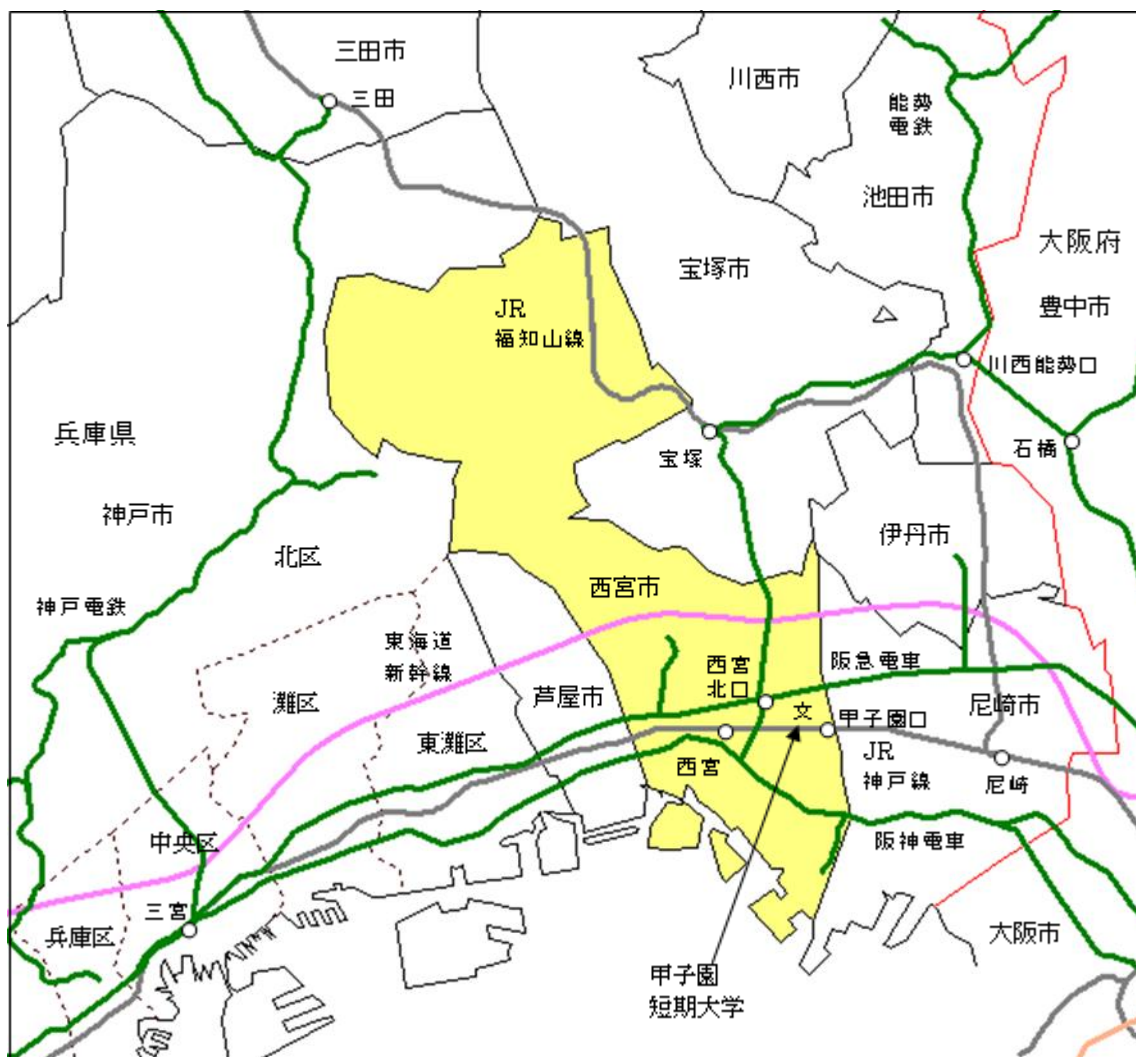 三田市
三田
川西市
能勢
電鉄
池田市
大阪府
宝塚市
豊中市
JR
福知山線
川西能勢口
兵庫県
宝塚
石橋
神戸市
伊丹市
北区
西宮市
神戸電鉄
東海道
新幹線
西宮
北口
阪急電車
灘区
芦屋市
文
甲子園口
尼崎市
東灘区
西宮
JR
神戸線
尼崎
中央区
阪神電車
三宮
兵庫区
大阪市
甲子園
短期大学